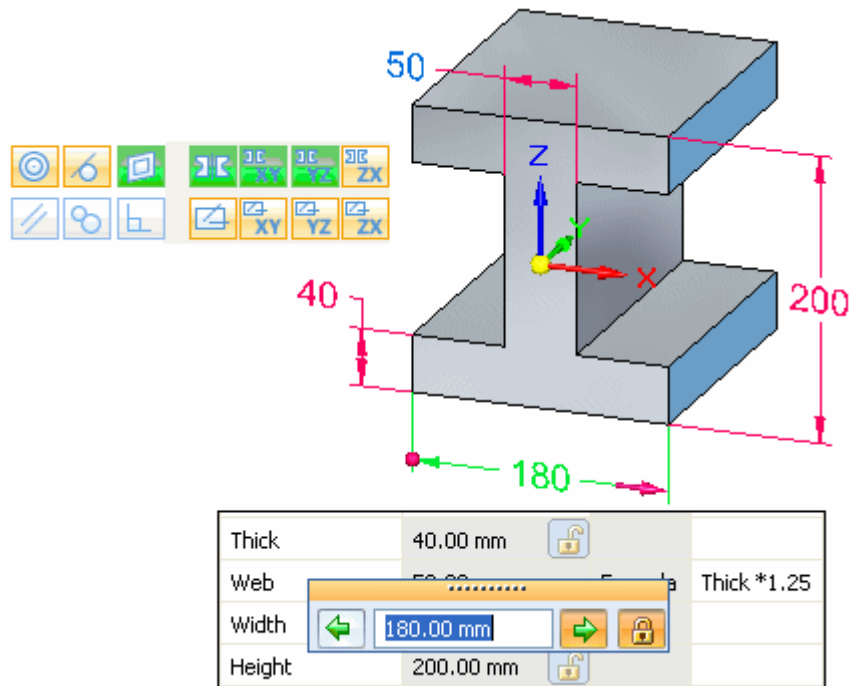 50
XY YZ ZX
XY YZ ZX
Z
Y
X
40
200
180
Thick 40.00 mm
Web Thick *1.25
Width 180.00 mm
Height 200.00 mm